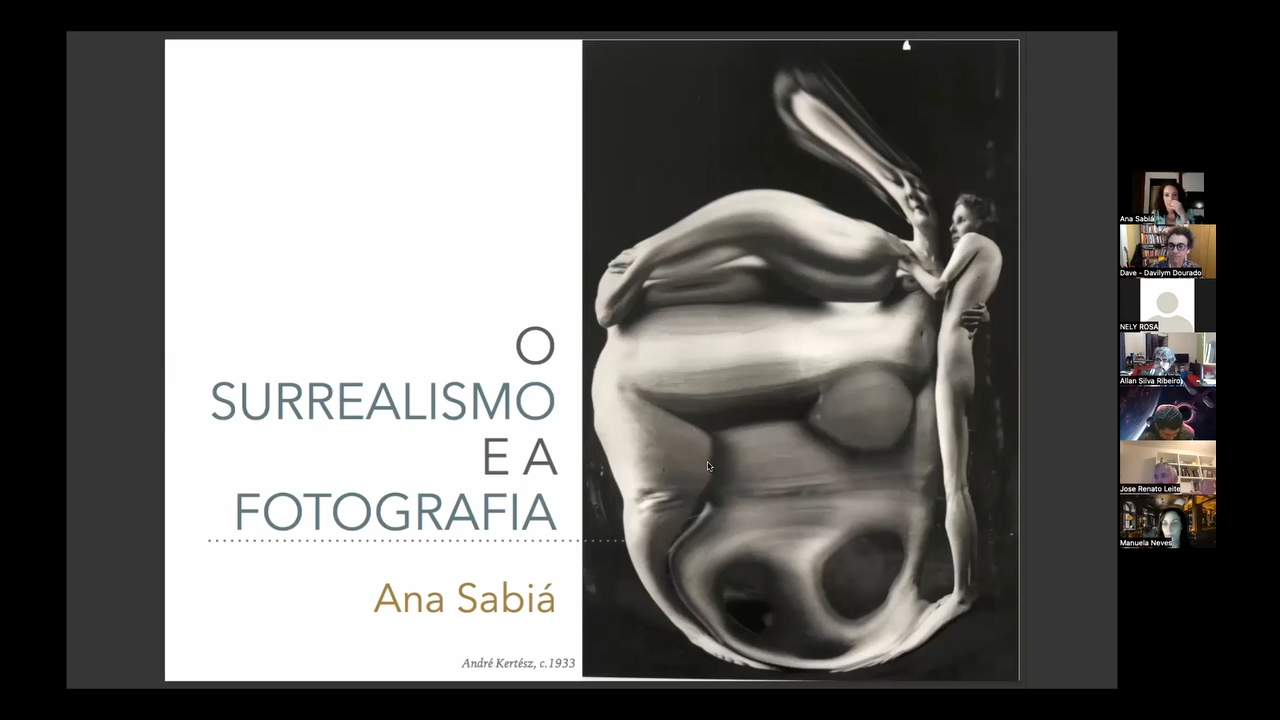 O
SURREALISMO
E A
FOTOGRAFIA
Ana Sabiá
André Kertész, c.1933
Ana Sabiá
Dave - Davilym Dourado
NELY ROSA
Allan Silva Ribeiro
Jose Renato Leite
Manuela Neves